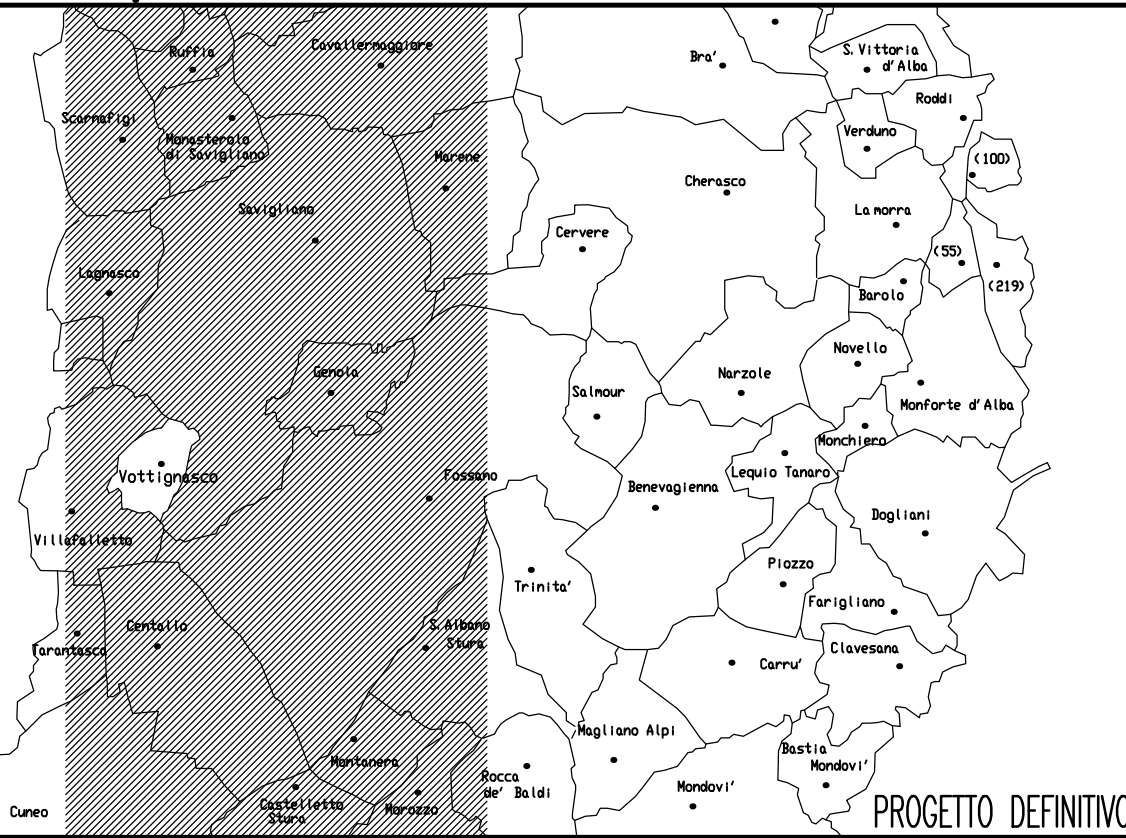 Ruffia
Cavallermaggiore
Bra'
S. Vittoria
d'Alba
Roddi
Scarnafigi
Monasterolo
di Savigliano
Verduno
Marene
(100)
Cherasco
Savigliano
La morra
Cervere
(55)
Lagnasco
(219)
Barolo
Novello
Genola
Narzole
Salmour
Monforte d'Alba
Monchiero
Vottignasco
Fossano
Lequio Tanaro
Benevagienna
Dogliani
Villafalletto
Piozzo
Trinita'
Farigliano
Centallo
S. Albano
Stura
Tarantasca
Clavesana
Carru'
Magliano Alpi
Bastia
Mondovi'
Montanera
Rocca
de' Baldi
Mondovi'
Castelletto
Stura
Morozzo
Cuneo
PROGETTO DEFINITIVO